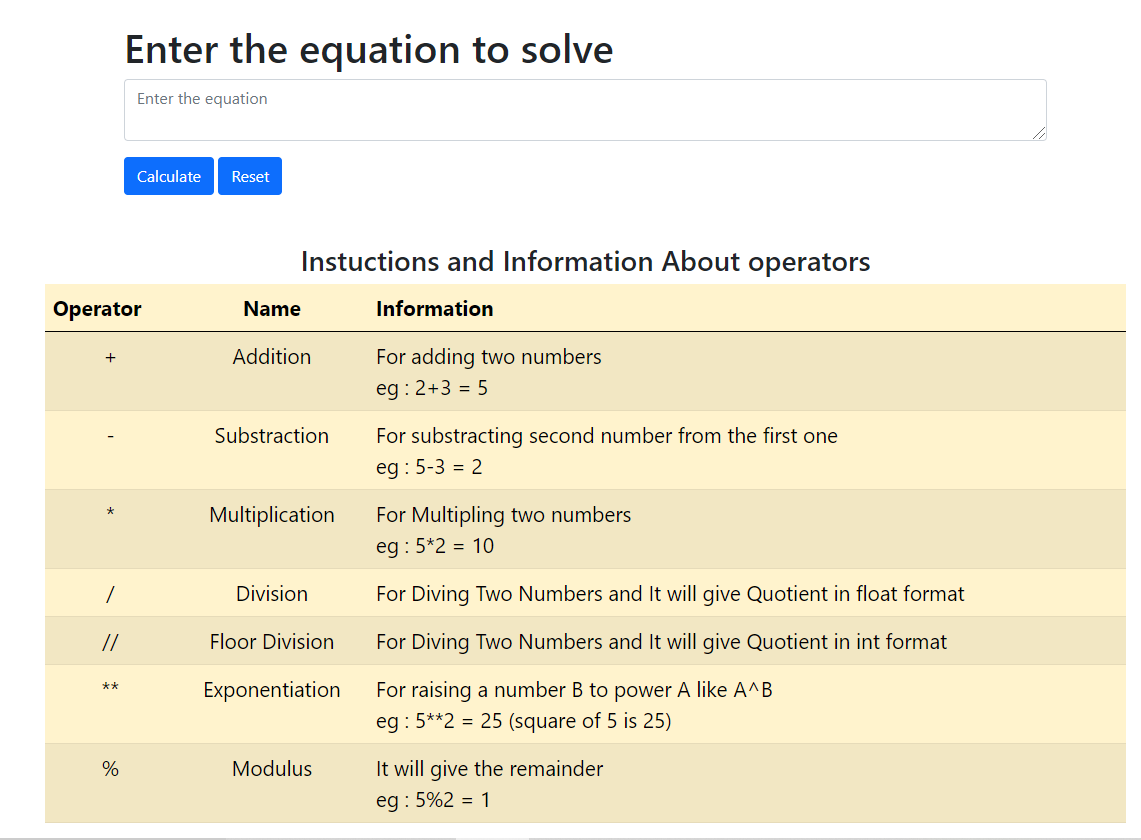 Enter the equation to solve
Enter the equation
Calculate Reset
Instuctions and Information About operators
Operator Name Information
+ Addition For adding two numbers
eg : 2+3 = 5
- Substraction For substracting second number from the first one
eg : 5-3 = 2
* Multiplication For Multipling two numbers
eg : 5*2 = 10
/ Division For Diving Two Numbers and It will give Quotient in float format
// Floor Division For Diving Two Numbers and It will give Quotient in int format
** Exponentiation For raising a number B to power A like A^B
eg : 5**2 = 25 (square of 5 is 25)
% Modulus It will give the remainder
eg : 5%2 = 1